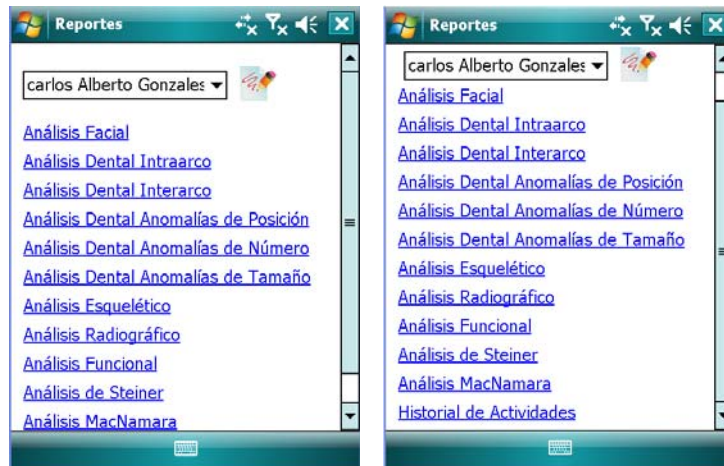 Reportes
carlos Alberto Gonzales
Análisis Facial
Análisis Dental Intraarco
Análisis Dental Interarco
Análisis Dental Anomalías de Posición
Análisis Dental Anomalías de Número
Análisis Dental Anomalías de Tamaño
Análisis Esquelético
Análisis Radiográfico
Análisis Funcional
Análisis de Steiner
Análisis MacNamara
Reportes
carlos Alberto Gonzales
Análisis Facial
Análisis Dental Intraarco
Análisis Dental Interarco
Análisis Dental Anomalías de Posición
Análisis Dental Anomalías de Número
Análisis Dental Anomalías de Tamaño
Análisis Esquelético
Análisis Radiográfico
Análisis Funcional
Análisis de Steiner
Análisis MacNamara
Historial de Actividades